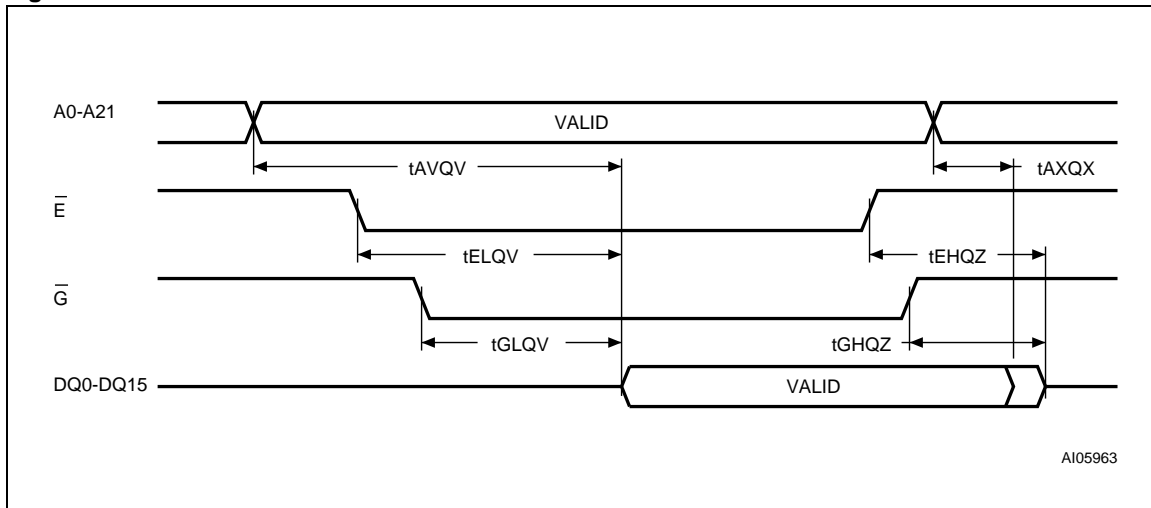 A0-A21
VALID
tAVQV
tAXQX
E
tELQV
tEHQZ
G
tGLQV
tGHQZ
DQ0-DQ15
VALID
AI05963